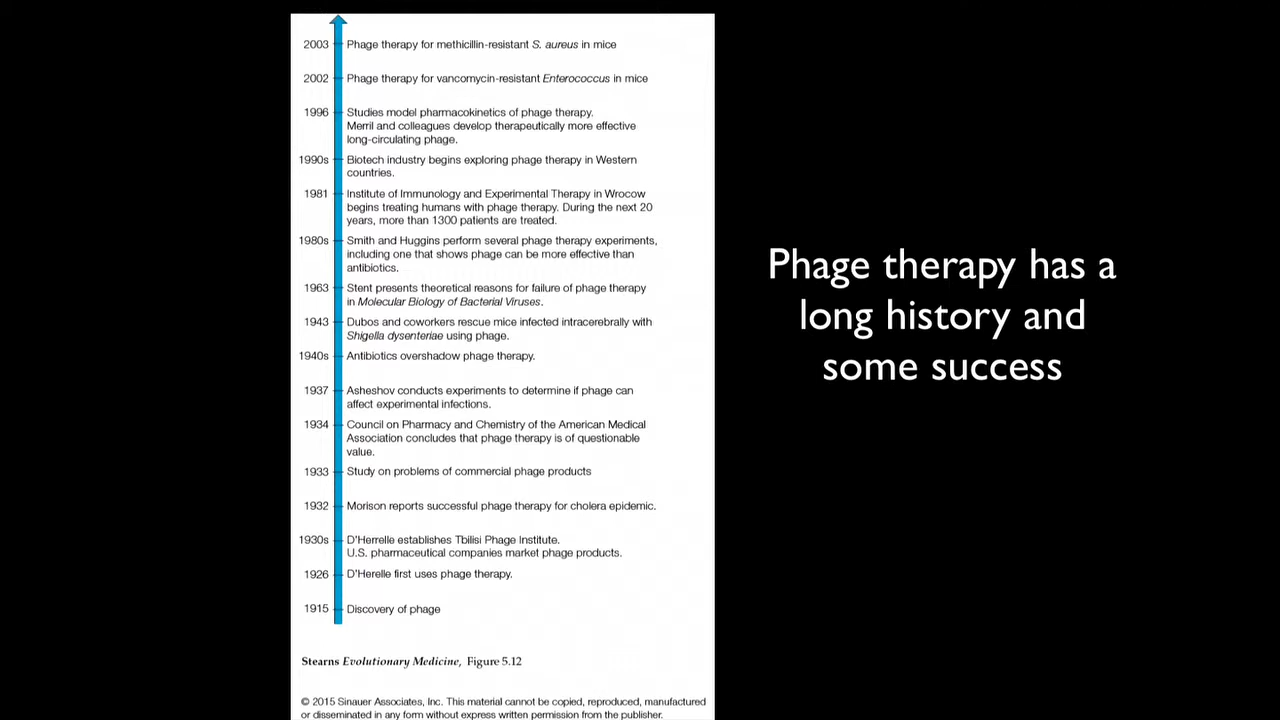 2003 Phage therapy for methicillin-resistant S. aureus in mice
2002 Phage therapy for vancomycin-resistant Enterococcus in mice
1996 Studies model pharmacokinetics of phage therapy.
Merril and colleagues develop therapeutically more effective
long-circulating phage.
1990s Biotech industry begins exploring phage therapy in Western
countries.
1981 Institute of Immunology and Experimental Therapy in Wrocow
begins treating humans with phage therapy. During the next 20
years, more than 1300 patients are treated.
1980s Smith and Huggins perform several phage therapy experiments,
including one that shows phage can be more effective than
antibiotics.
1963 Stent presents theoretical reasons for failure of phage therapy
in Molecular Biology of Bacterial Viruses.
1943 Dubos and coworkers rescue mice infected intracerebrally with
Shigella dysenteriae using phage.
1940s Antibiotics overshadow phage therapy.
1937 Asheshov conducts experiments to determine if phage can
affect experimental infections.
1934 Council on Pharmacy and Chemistry of the American Medical
Association concludes that phage therapy is of questionable
value.
1933 Study on problems of commercial phage products
1932 Morison reports successful phage therapy for cholera epidemic.
1930s D'Herrelle establishes Tbilisi Phage Institute.
U.S. pharmaceutical companies market phage products.
1926 D'Herelle first uses phage therapy.
1915 Discovery of phage
Stearns Evolutionary Medicine, Figure 5.12
© 2015 Sinauer Associates, Inc. This material cannot be copied, reproduced, manufactured
or disseminated in any form without express written permission from the publisher.
Phage therapy has a
long history and
some success